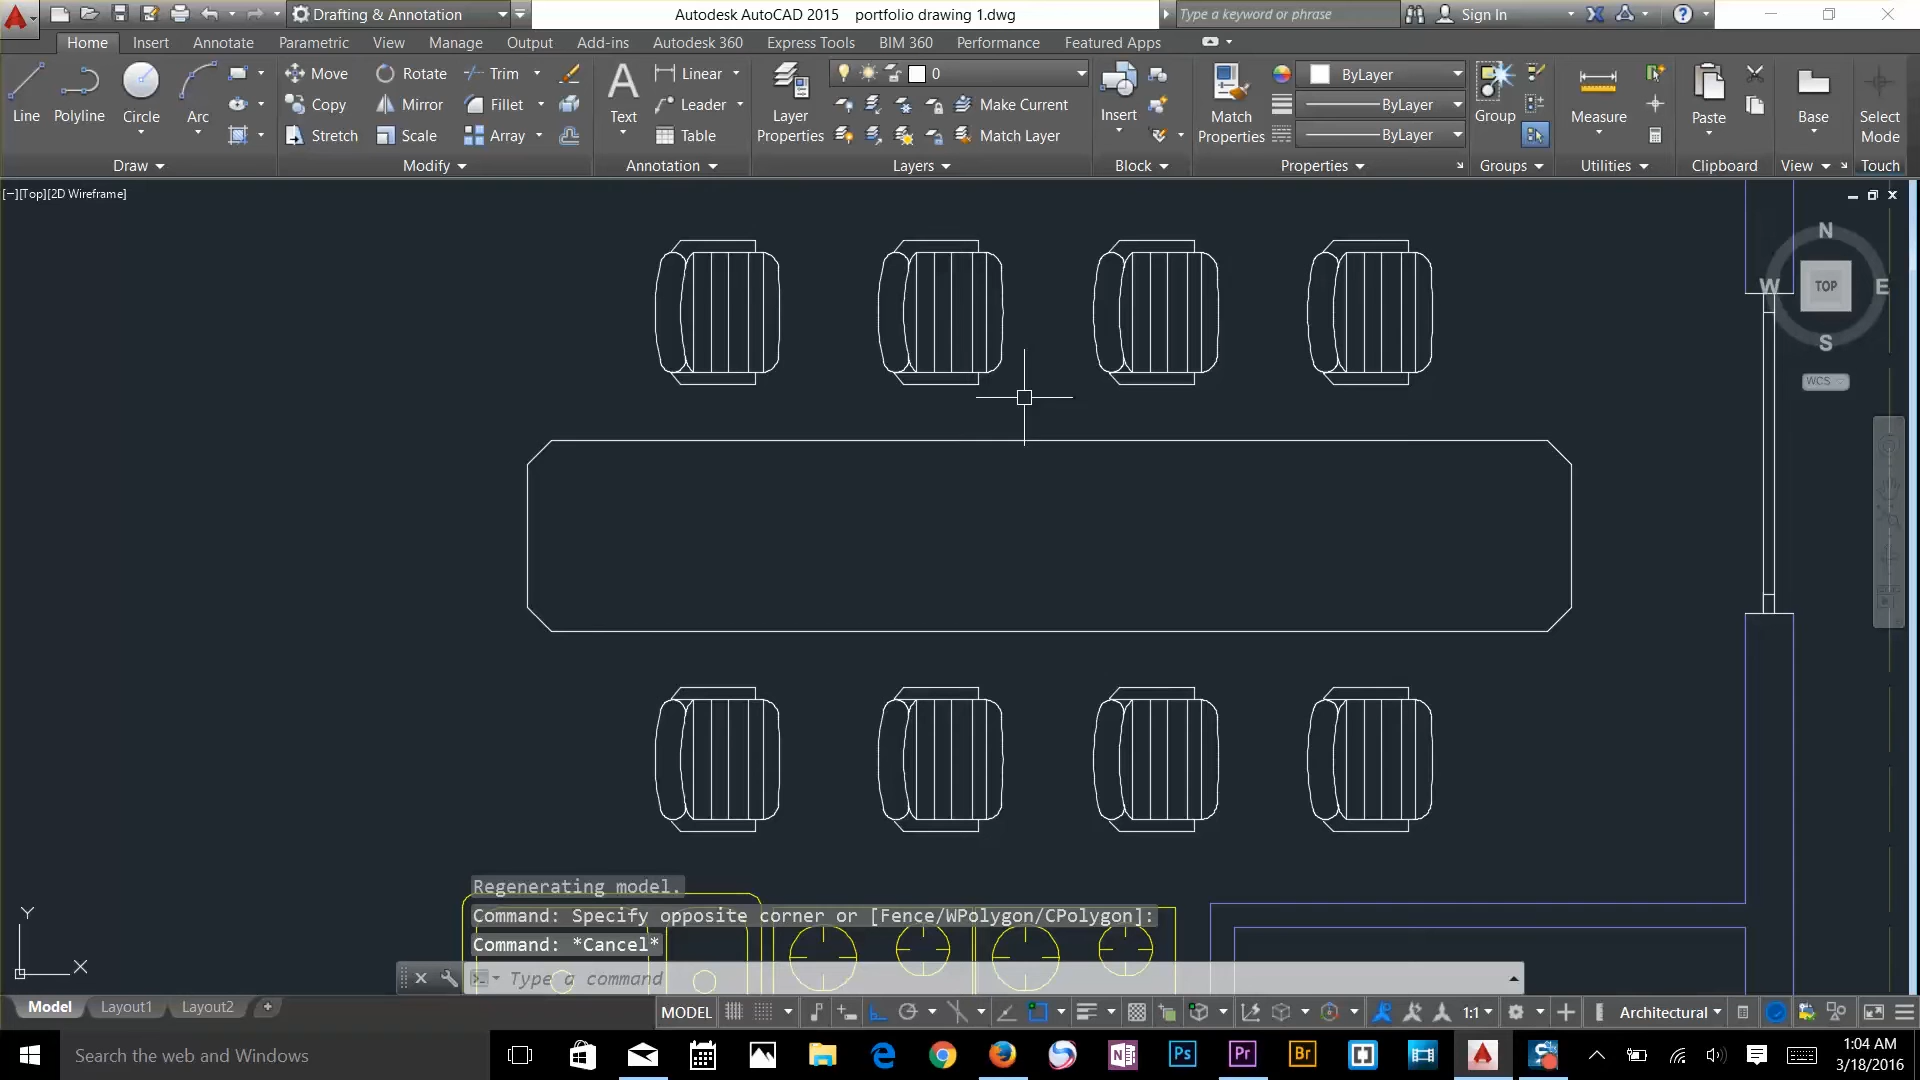 Drafting & Annotation
Autodesk AutoCAD 2015 portfolio drawing 1.dwg
Type a keyword or phrase
Sign In
Home Insert Annotate Parametric View Manage Output Add-ins Autodesk 360 Express Tools BIM 360 Performance Featured Apps
Move Rotate Trim Linear 0 ByLayer
Copy Mirror Fillet Leader Make Current ByLayer
Line Polyline Circle Arc Text Layer Insert Match Group Measure Paste Base Select
Stretch Scale Array Table Properties Match Layer Properties ByLayer Mode
Draw Modify Annotation Layers Block Properties Groups Utilities Clipboard View Touch
[−][Top][2D Wireframe]
N
W TOP E
S
WCS
Regenerating model.
Command: Specify opposite corner or [Fence/WPolygon/CPolygon]:
Command: *Cancel*
Type a command
Y
X
Model Layout1 Layout2
MODEL 1:1 Architectural
Search the web and Windows
N
Ps
Pr
Br
S
1:04 AM
3/18/2016